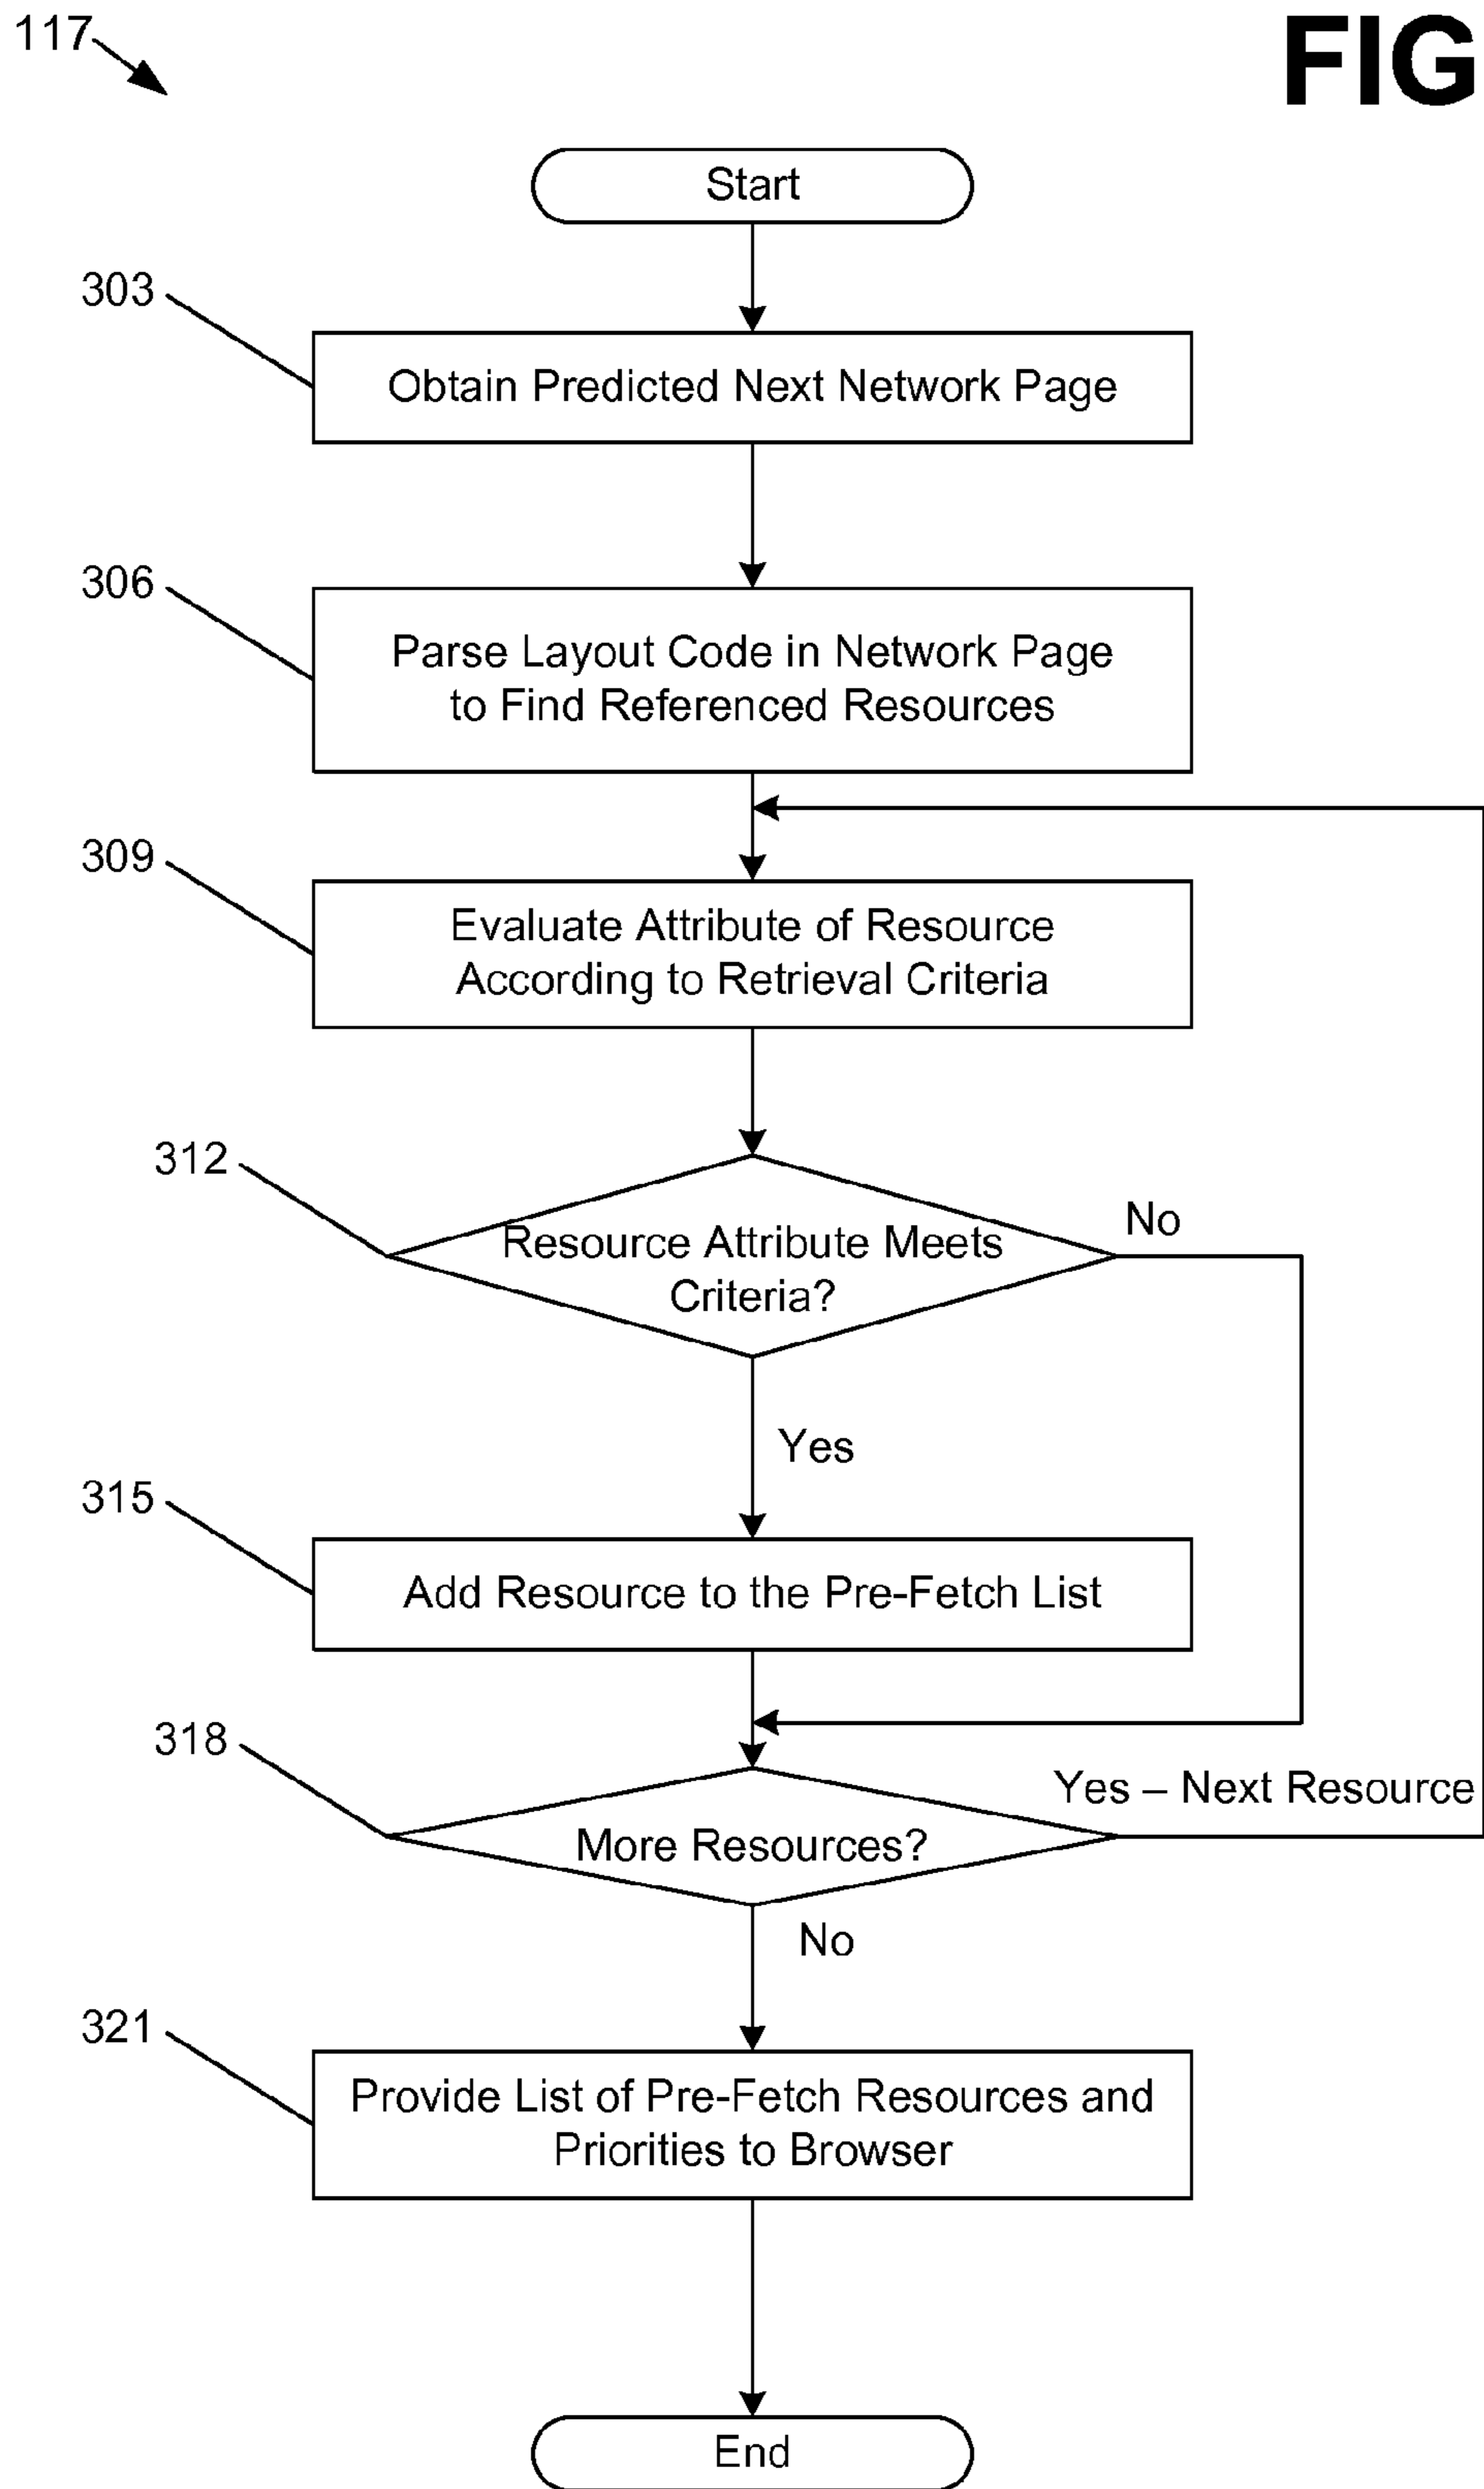 117
FIG
Start
303
Obtain Predicted Next Network Page
306
Parse Layout Code in Network Page
to Find Referenced Resources
309
Evaluate Attribute of Resource
According to Retrieval Criteria
312
Resource Attribute Meets
Criteria?
No
Yes
315
Add Resource to the Pre-Fetch List
318
More Resources?
Yes – Next Resource
No
321
Provide List of Pre-Fetch Resources and
Priorities to Browser
End